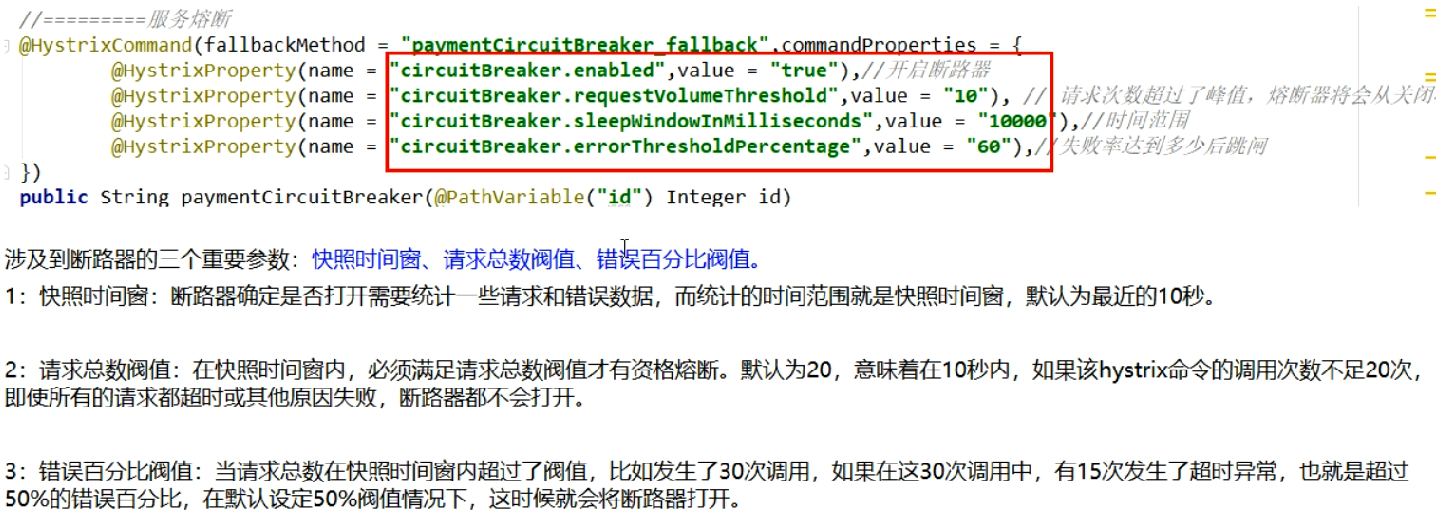 //=========服务熔断
@HystrixCommand(fallbackMethod = "paymentCircuitBreaker_fallback",commandProperties = {
@HystrixProperty(name = "circuitBreaker.enabled",value = "true"),//开启断路器
@HystrixProperty(name = "circuitBreaker.requestVolumeThreshold",value = "10"), // 请求次数超过了峰值，熔断器将会从关闭
@HystrixProperty(name = "circuitBreaker.sleepWindowInMilliseconds",value = "10000"),//时间范围
@HystrixProperty(name = "circuitBreaker.errorThresholdPercentage",value = "60"),//失败率达到多少后跳闸
})
public String paymentCircuitBreaker(@PathVariable("id") Integer id)
涉及到断路器的三个重要参数：快照时间窗、请求总数阀值、错误百分比阀值。
1：快照时间窗：断路器确定是否打开需要统计一些请求和错误数据，而统计的时间范围就是快照时间窗，默认为最近的10秒。
2：请求总数阀值：在快照时间窗内，必须满足请求总数阀值才有资格熔断。默认为20，意味着在10秒内，如果该hystrix命令的调用次数不足20次，
即使所有的请求都超时或其他原因失败，断路器都不会打开。
3：错误百分比阀值：当请求总数在快照时间窗内超过了阀值，比如发生了30次调用，如果在这30次调用中，有15次发生了超时异常，也就是超过
50%的错误百分比，在默认设定50%阀值情况下，这时候就会将断路器打开。